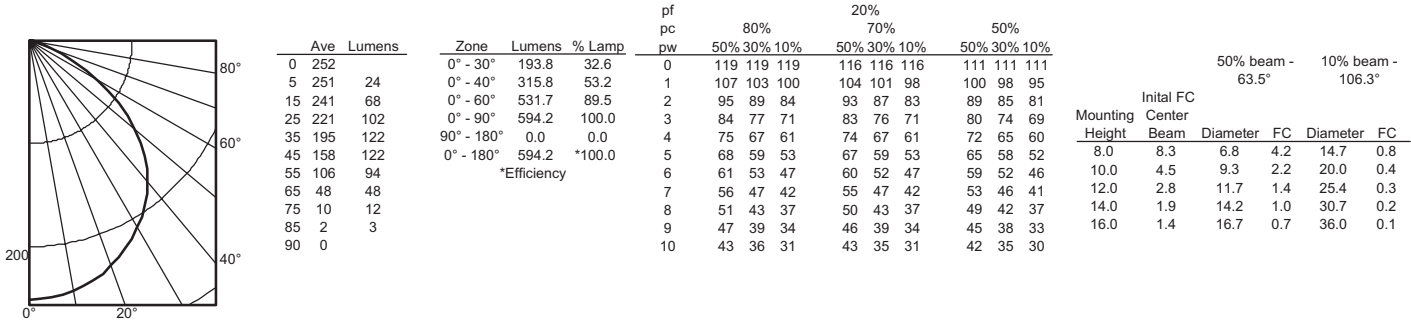 80°
60°
40°
200
0° 20°
Ave Lumens
0 252
5 251 24
15 241 68
25 221 102
35 195 122
45 158 122
55 106 94
65 48 48
75 10 12
85 2 3
90 0
Zone Lumens % Lamp
0° - 30° 193.8 32.6
0° - 40° 315.8 53.2
0° - 60° 531.7 89.5
0° - 90° 594.2 100.0
90° - 180° 0.0 0.0
0° - 180° 594.2 *100.0
*Efficiency
pf 20%
pc 80% 70% 50%
pw 50% 30% 10% 50% 30% 10% 50% 30% 10%
0 119 119 119 116 116 116 111 111 111
1 107 103 100 104 101 98 100 98 95
2 95 89 84 93 87 83 89 85 81
3 84 77 71 83 76 71 80 74 69
4 75 67 61 74 67 61 72 65 60
5 68 59 53 67 59 53 65 58 52
6 61 53 47 60 52 47 59 52 46
7 56 47 42 55 47 42 53 46 41
8 51 43 37 50 43 37 49 42 37
9 47 39 34 46 39 34 45 38 33
10 43 36 31 43 35 31 42 35 30
50% beam - 10% beam -
63.5° 106.3°
Inital FC
Mounting Center
Height Beam Diameter FC Diameter FC
8.0 8.3 6.8 4.2 14.7 0.8
10.0 4.5 9.3 2.2 20.0 0.4
12.0 2.8 11.7 1.4 25.4 0.3
14.0 1.9 14.2 1.0 30.7 0.2
16.0 1.4 16.7 0.7 36.0 0.1